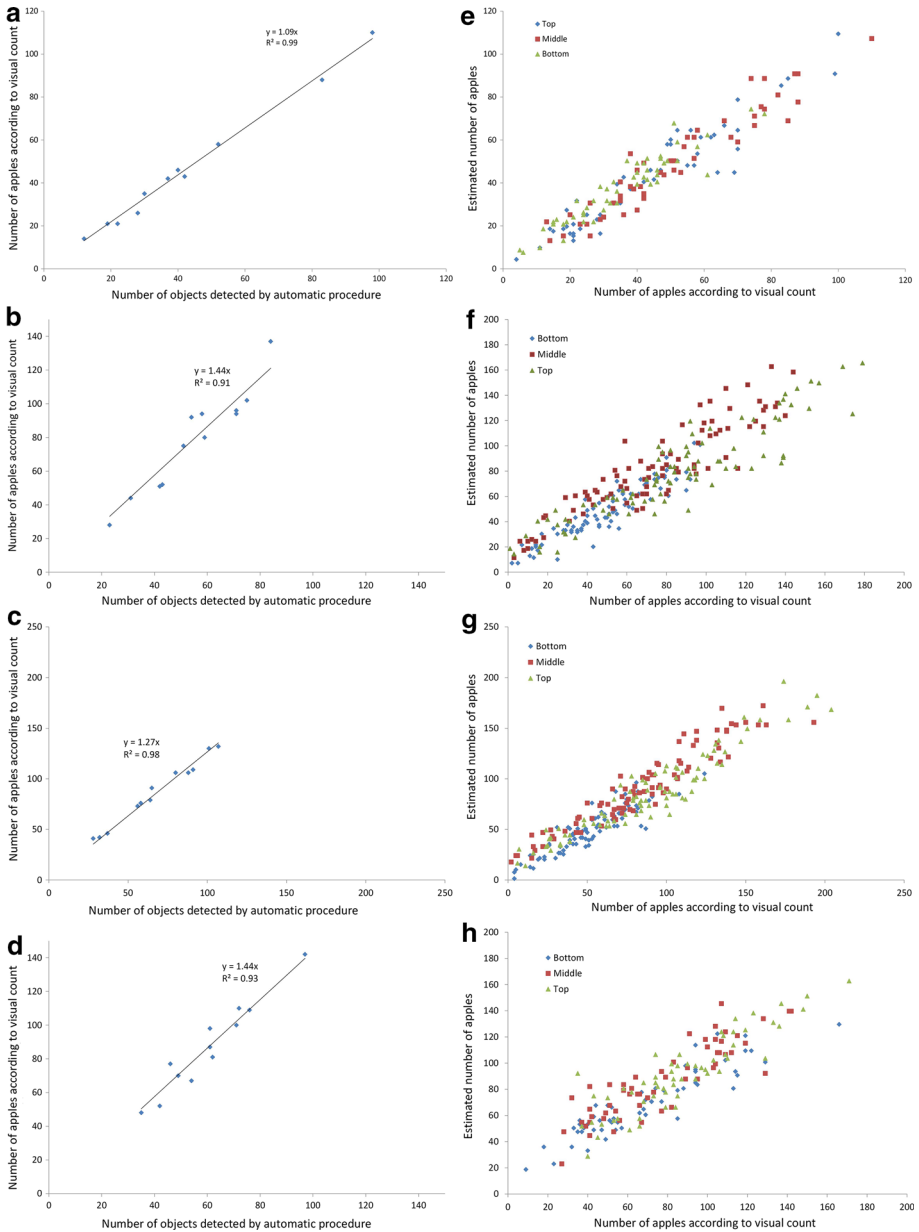 a
Number of apples according to visual count
120
100
80
60
40
20
0
y = 1.09x
R² = 0.99
0 20 40 60 80 100 120
Number of objects detected by automatic procedure
e
Estimated number of apples
120
100
80
60
40
20
0
Top
Middle
Bottom
0 20 40 60 80 100 120
Number of apples according to visual count
b
Number of apples according to visual count
140
120
100
80
60
40
20
0
y = 1.44x
R² = 0.91
0 20 40 60 80 100 120 140
Number of objects detected by automatic procedure
f
Estimated number of apples
200
180
160
140
120
100
80
60
40
20
0
Bottom
Middle
Top
0 20 40 60 80 100 120 140 160 180 200
Number of apples according to visual count
c
Number of apples according to visual count
250
200
150
100
50
0
y = 1.27x
R² = 0.98
0 50 100 150 200 250
Number of objects detected by automatic procedure
g
Estimated number of apples
250
200
150
100
50
0
Bottom
Middle
Top
0 50 100 150 200 250
Number of apples according to visual count
d
Number of apples according to visual count
140
120
100
80
60
40
20
0
y = 1.44x
R² = 0.93
0 20 40 60 80 100 120 140
Number of objects detected by automatic procedure
h
Estimated number of apples
200
180
160
140
120
100
80
60
40
20
0
Bottom
Middle
Top
0 20 40 60 80 100 120 140 160 180 200
Number of apples according to visual count